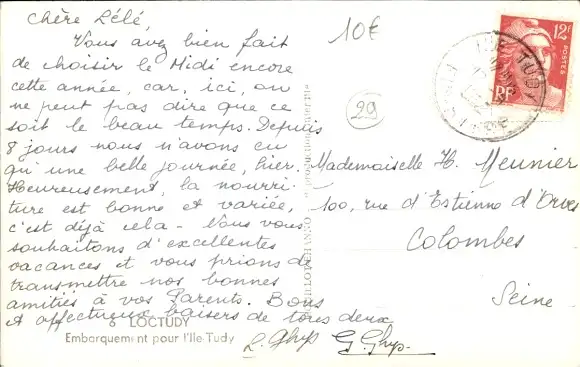 Chère Lélé,
Vous avez bien fait
de choisir le Midi encore
cette année, car, ici, on
ne peut pas dire que ce
soit le beau temps. Depuis
8 jours nous n'avons eu
qu'une belle journée, hier.
Heureusement, la nourri-
ture est bonne et variée,
c'est déjà cela - Nous vous
souhaitons d'excellentes
vacances et vous prions de
transmettre nos bonnes
amitiés à vos Parents. Bons
et affectueux baisers de tous deux
6 LOCTUDY
Embarquement pour l'Ile-Tudy
10€
29
12F
POSTES
RF
ILE-TUDY
Mademoiselle H. Meunier
100, rue d'Estienne d'Orves
Colombes
Seine